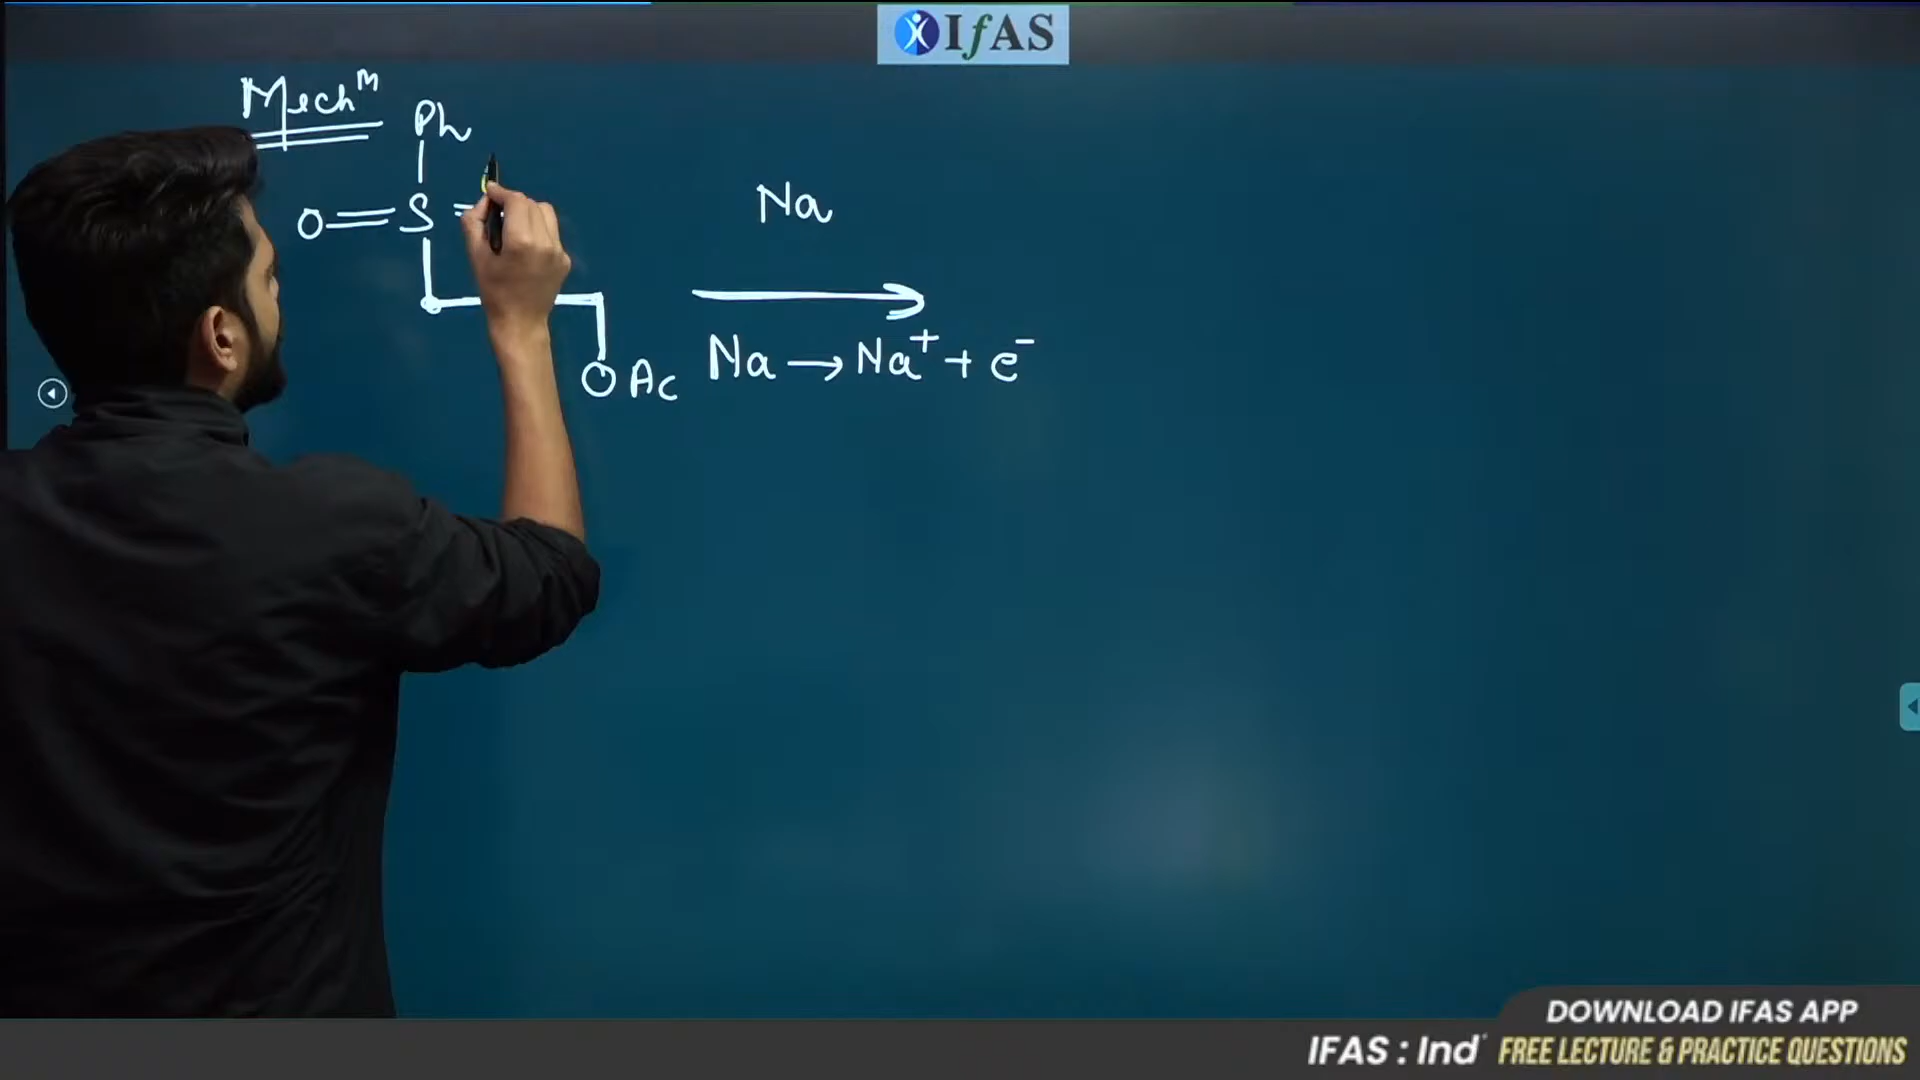 IfAS
Mechᵐ
Ph
O=S=
OAc
Na
Na → Na⁺ + e⁻
DOWNLOAD IFAS APP
IFAS : Ind
FREE LECTURE & PRACTICE QUESTIONS